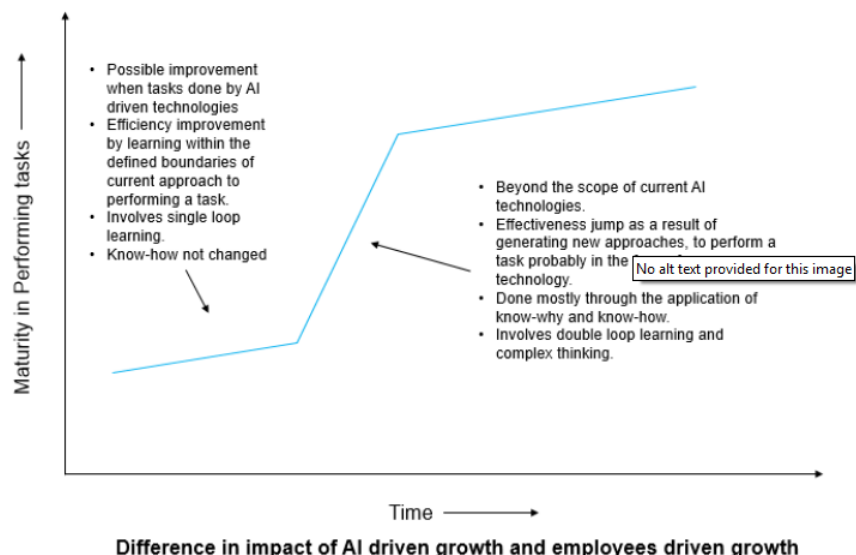 Maturity in Performing tasks
• Possible improvement
when tasks done by AI
driven technologies
• Efficiency improvement
by learning within the
defined boundaries of
current approach to
performing a task.
• Involves single loop
learning.
• Know-how not changed
• Beyond the scope of current AI
technologies.
• Effectiveness jump as a result of
generating new approaches, to perform a
task probably in the
technology.
No alt text provided for this image
• Done mostly through the application of
know-why and know-how.
• Involves double loop learning and
complex thinking.
Time
Difference in impact of AI driven growth and employees driven growth